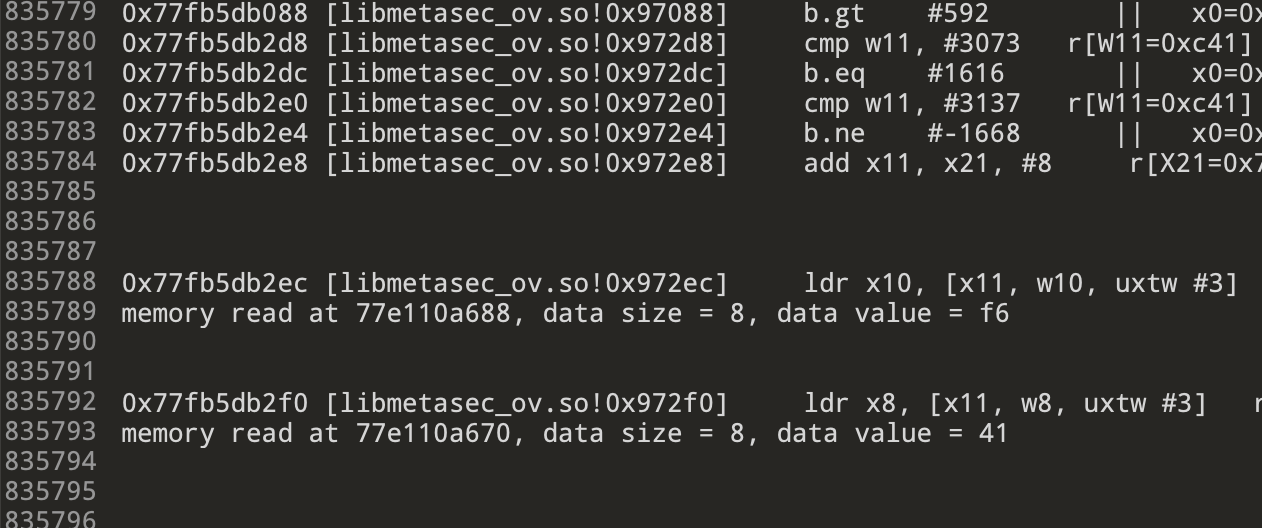 835779 0x77fb5db088 [libmetasec_ov.so!0x97088] b.gt #592 || x0=0x
835780 0x77fb5db2d8 [libmetasec_ov.so!0x972d8] cmp w11, #3073 r[W11=0xc41]
835781 0x77fb5db2dc [libmetasec_ov.so!0x972dc] b.eq #1616 || x0=0x
835782 0x77fb5db2e0 [libmetasec_ov.so!0x972e0] cmp w11, #3137 r[W11=0xc41]
835783 0x77fb5db2e4 [libmetasec_ov.so!0x972e4] b.ne #-1668 || x0=0x
835784 0x77fb5db2e8 [libmetasec_ov.so!0x972e8] add x11, x21, #8 r[X21=0x7
835785
835786
835787
835788 0x77fb5db2ec [libmetasec_ov.so!0x972ec] ldr x10, [x11, w10, uxtw #3]
835789 memory read at 77e110a688, data size = 8, data value = f6
835790
835791
835792 0x77fb5db2f0 [libmetasec_ov.so!0x972f0] ldr x8, [x11, w8, uxtw #3] r
835793 memory read at 77e110a670, data size = 8, data value = 41
835794
835795
835796